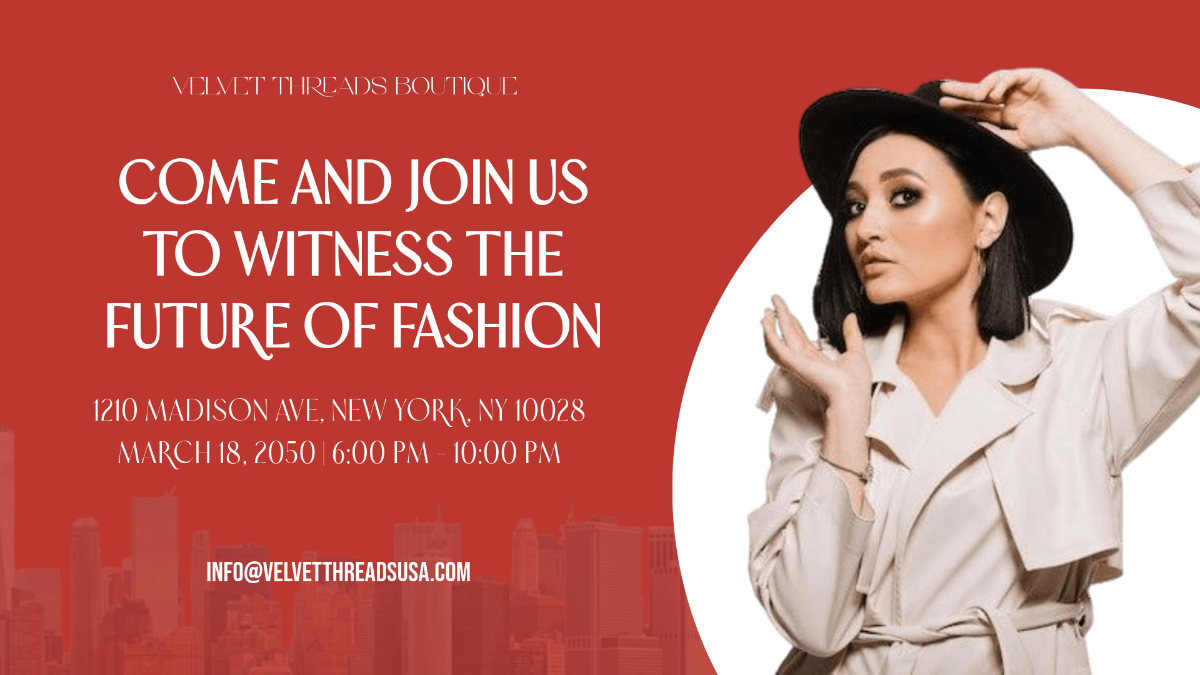 VELVET THREADS BOUTIQUE
COME AND JOIN US
TO WITNESS THE
FUTURE OF FASHION
1210 MADISON AVE, NEW YORK, NY 10028
MARCH 18, 2050 | 6:00 PM - 10:00 PM
INFO@VELVETTHREADSUSA.COM